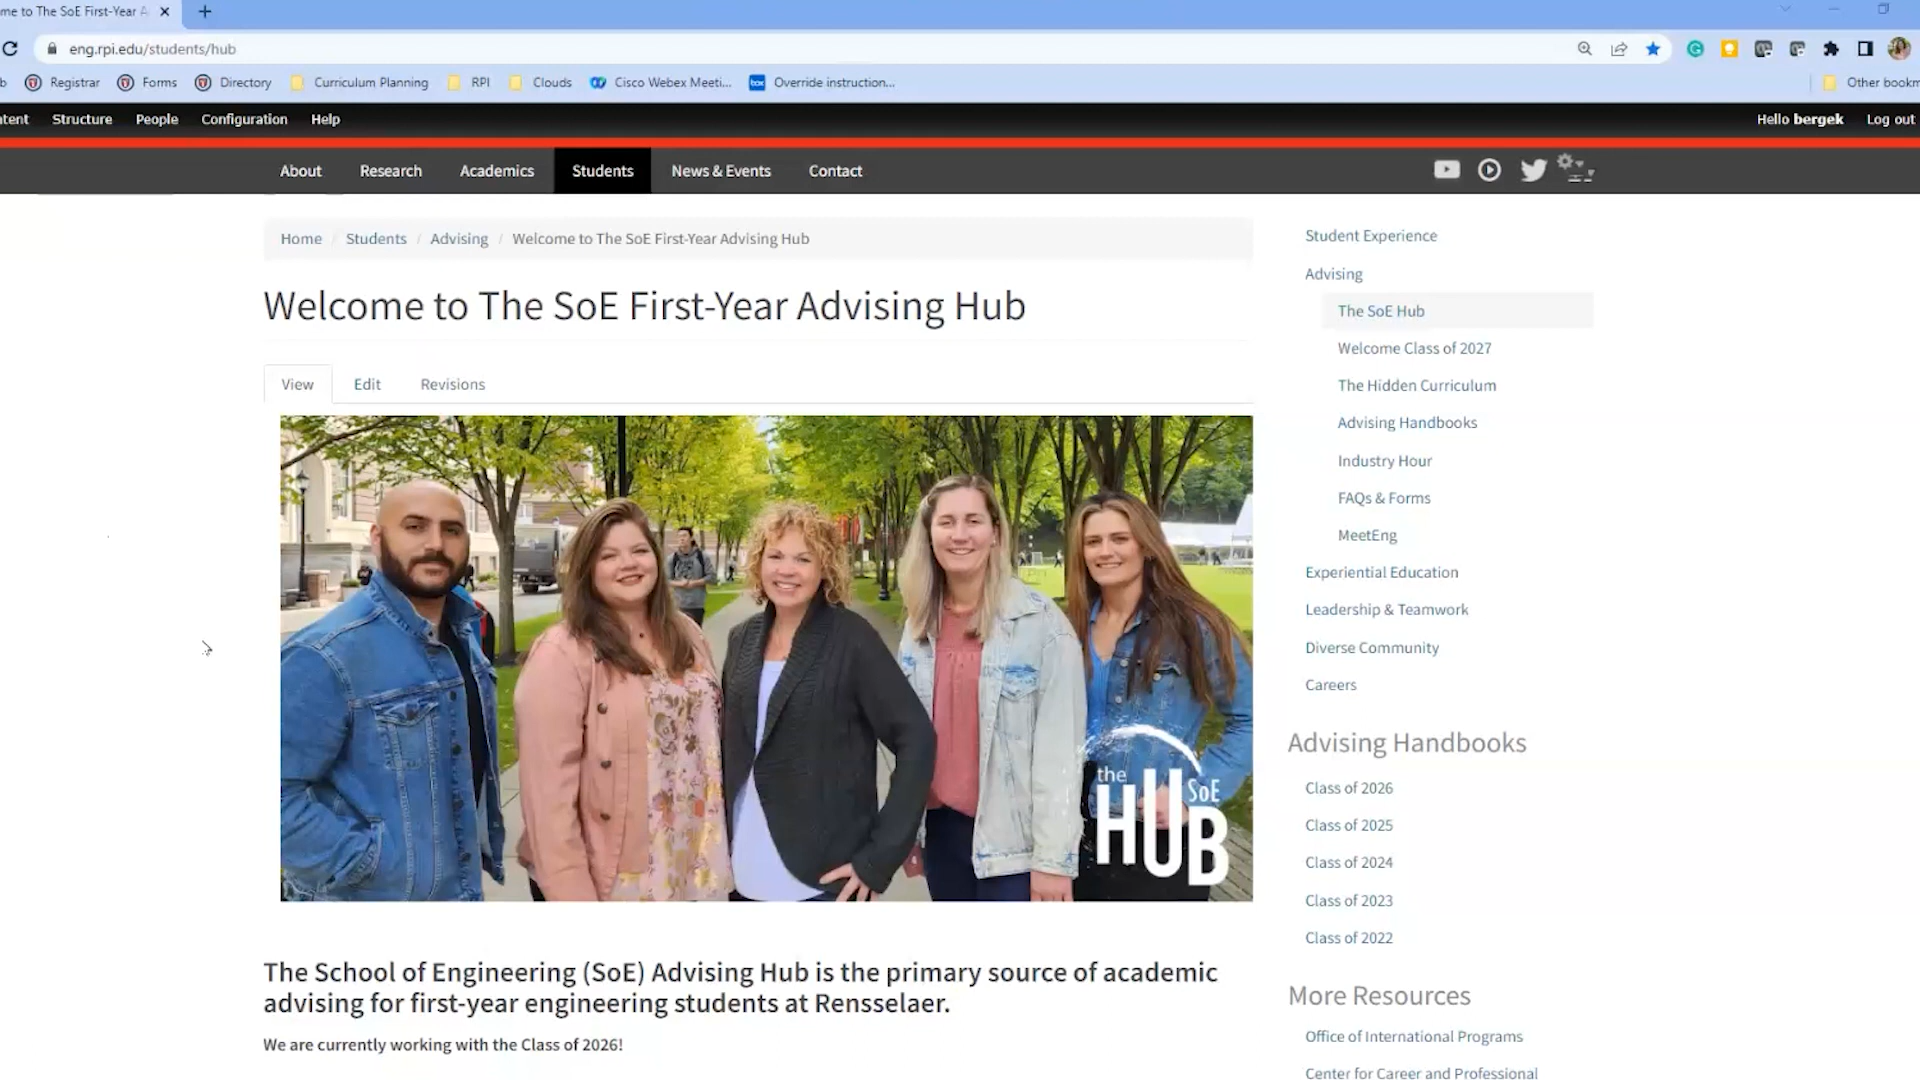 me to The SoE First-Year A
eng.rpi.edu/students/hub
b Registrar Forms Directory Curriculum Planning RPI Clouds Cisco Webex Meeti... box Override instruction... Other bookm
tent Structure People Configuration Help Hello bergek Log out
About Research Academics Students News & Events Contact
Home / Students / Advising / Welcome to The SoE First-Year Advising Hub
Welcome to The SoE First-Year Advising Hub
View Edit Revisions
the
HUB
SoE
The School of Engineering (SoE) Advising Hub is the primary source of academic
advising for first-year engineering students at Rensselaer.
We are currently working with the Class of 2026!
Student Experience
Advising
The SoE Hub
Welcome Class of 2027
The Hidden Curriculum
Advising Handbooks
Industry Hour
FAQs & Forms
MeetEng
Experiential Education
Leadership & Teamwork
Diverse Community
Careers
Advising Handbooks
Class of 2026
Class of 2025
Class of 2024
Class of 2023
Class of 2022
More Resources
Office of International Programs
Center for Career and Professional